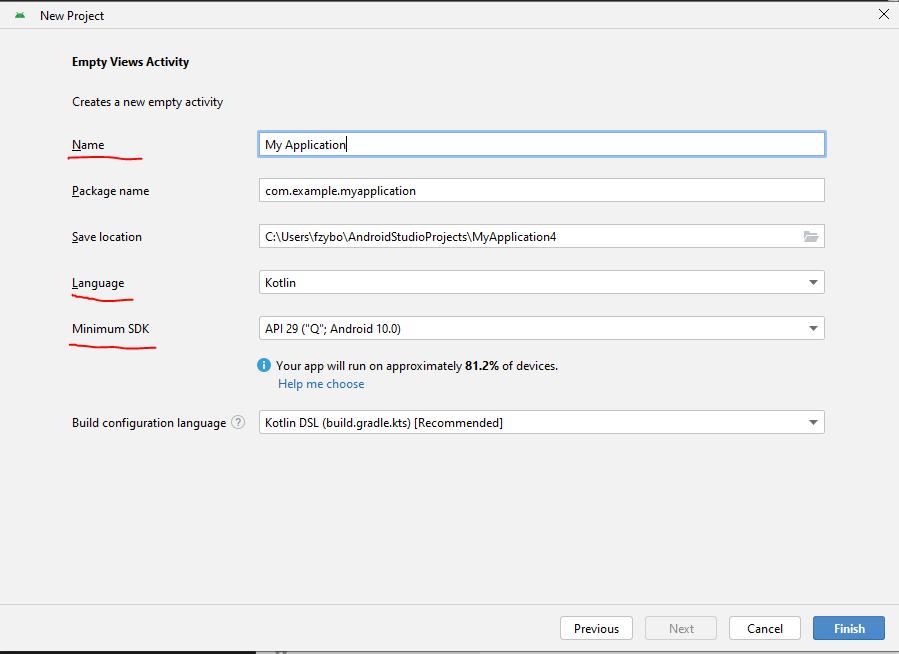 New Project
Empty Views Activity
Creates a new empty activity
Name My Application
Package name com.example.myapplication
Save location C:\Users\fzybo\AndroidStudioProjects\MyApplication4
Language Kotlin
Minimum SDK API 29 ("Q"; Android 10.0)
Your app will run on approximately 81.2% of devices.
Help me choose
Build configuration language ? Kotlin DSL (build.gradle.kts) [Recommended]
Previous Next Cancel Finish